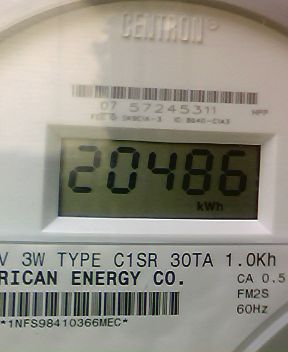 CENTRON®
07 57245311 NPP
20486
kWh
V 3W TYPE C1SR 30TA 1.0Kh
RICAN ENERGY CO. CA 0.5
FM2S
*1NFS98410366MEC* 60Hz